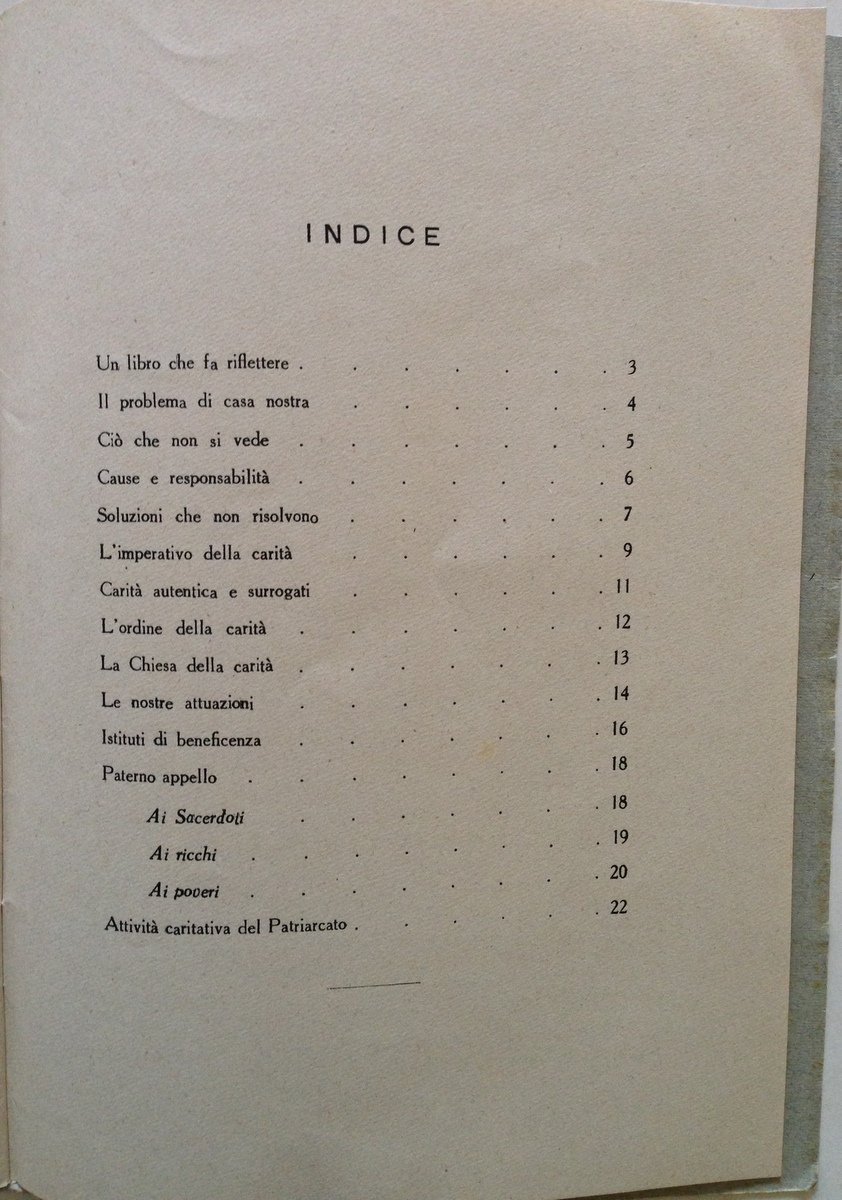 INDICE
Un libro che fa riflettere . . . . . . . 3
Il problema di casa nostra . . . . . . 4
Ciò che non si vede . . . . . . . 5
Cause e responsabilità . . . . . . . 6
Soluzioni che non risolvono . . . . . . 7
L'imperativo della carità . . . . . . 9
Carità autentica e surrogati . . . . . . 11
L'ordine della carità . . . . . . . 12
La Chiesa della carità . . . . . . . 13
Le nostre attuazioni . . . . . . . 14
Istituti di beneficenza . . . . . . . 16
Paterno appello . . . . . . . . 18
Ai Sacerdoti . . . . . . . 18
Ai ricchi . . . . . . . . 19
Ai poveri . . . . . . . . 20
Attività caritativa del Patriarcato . . . . . . 22